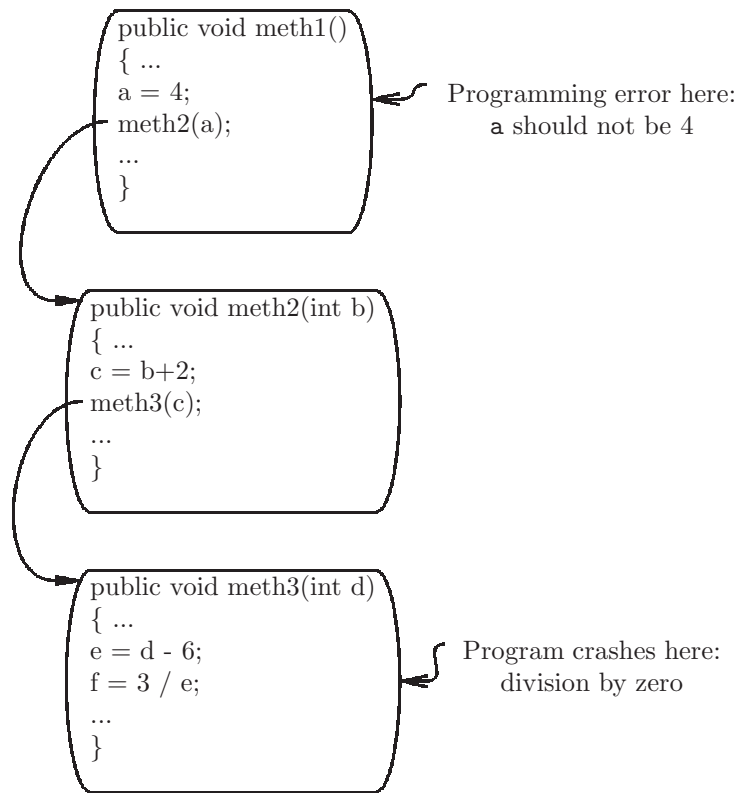 public void meth1()
{ ...
a = 4;
meth2(a);
...
}
Programming error here:
a should not be 4
public void meth2(int b)
{ ...
c = b+2;
meth3(c);
...
}
public void meth3(int d)
{ ...
e = d - 6;
f = 3 / e;
...
}
Program crashes here:
division by zero